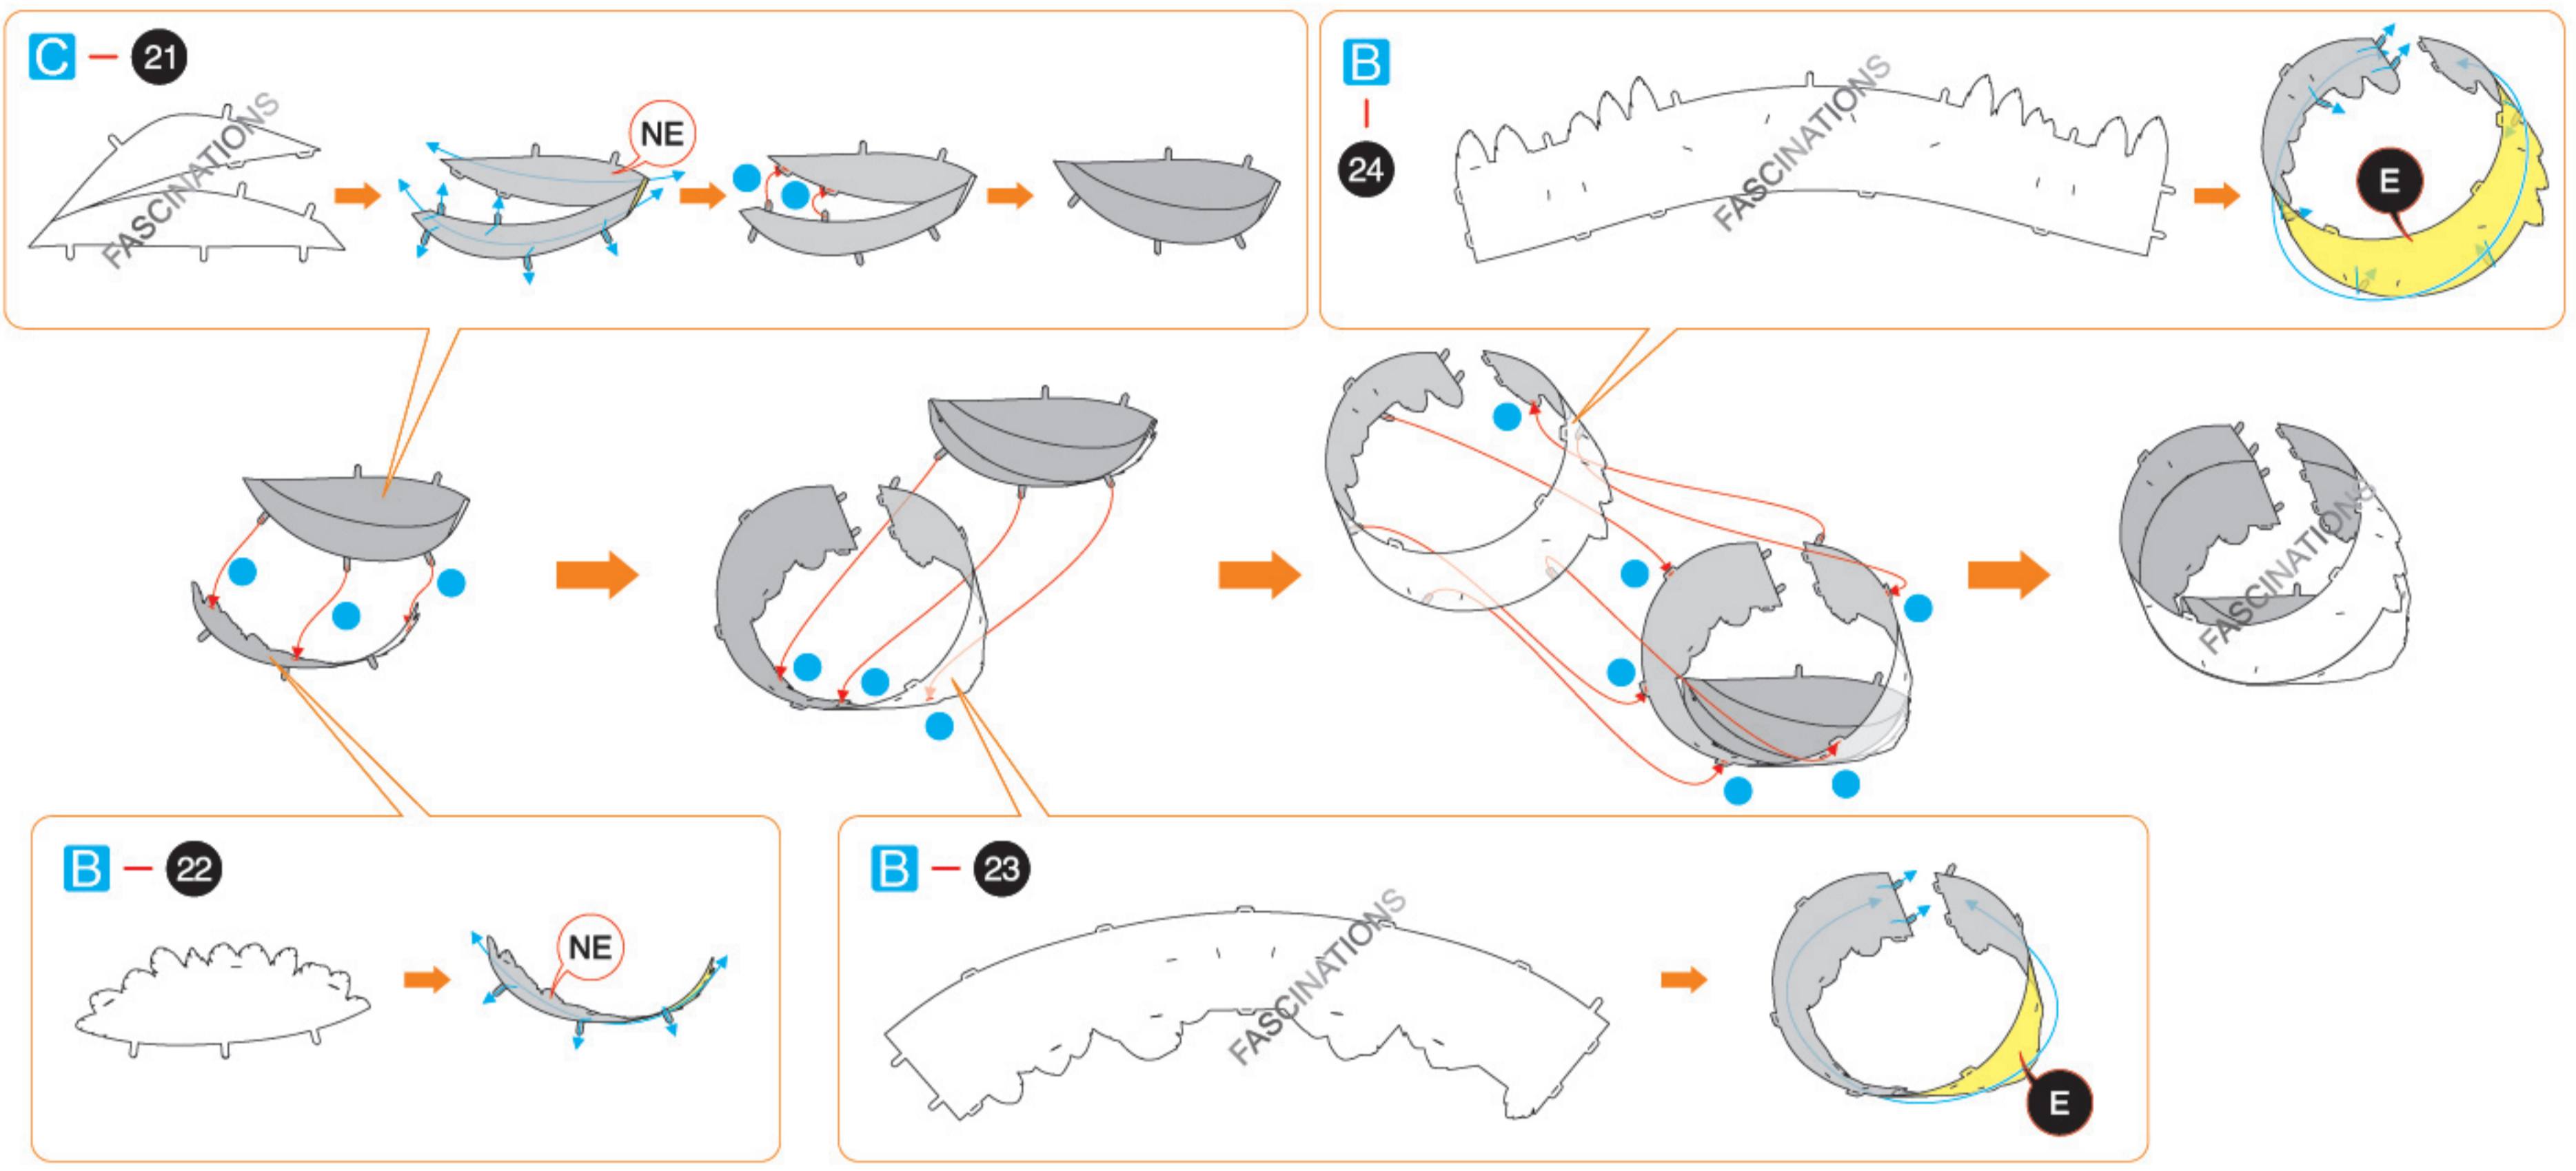 C 21
FASCINATIONS
NE
B
24
FASCINATIONS
E
FASCINATIONS
B 22
NE
B 23
FASCINATIONS
E